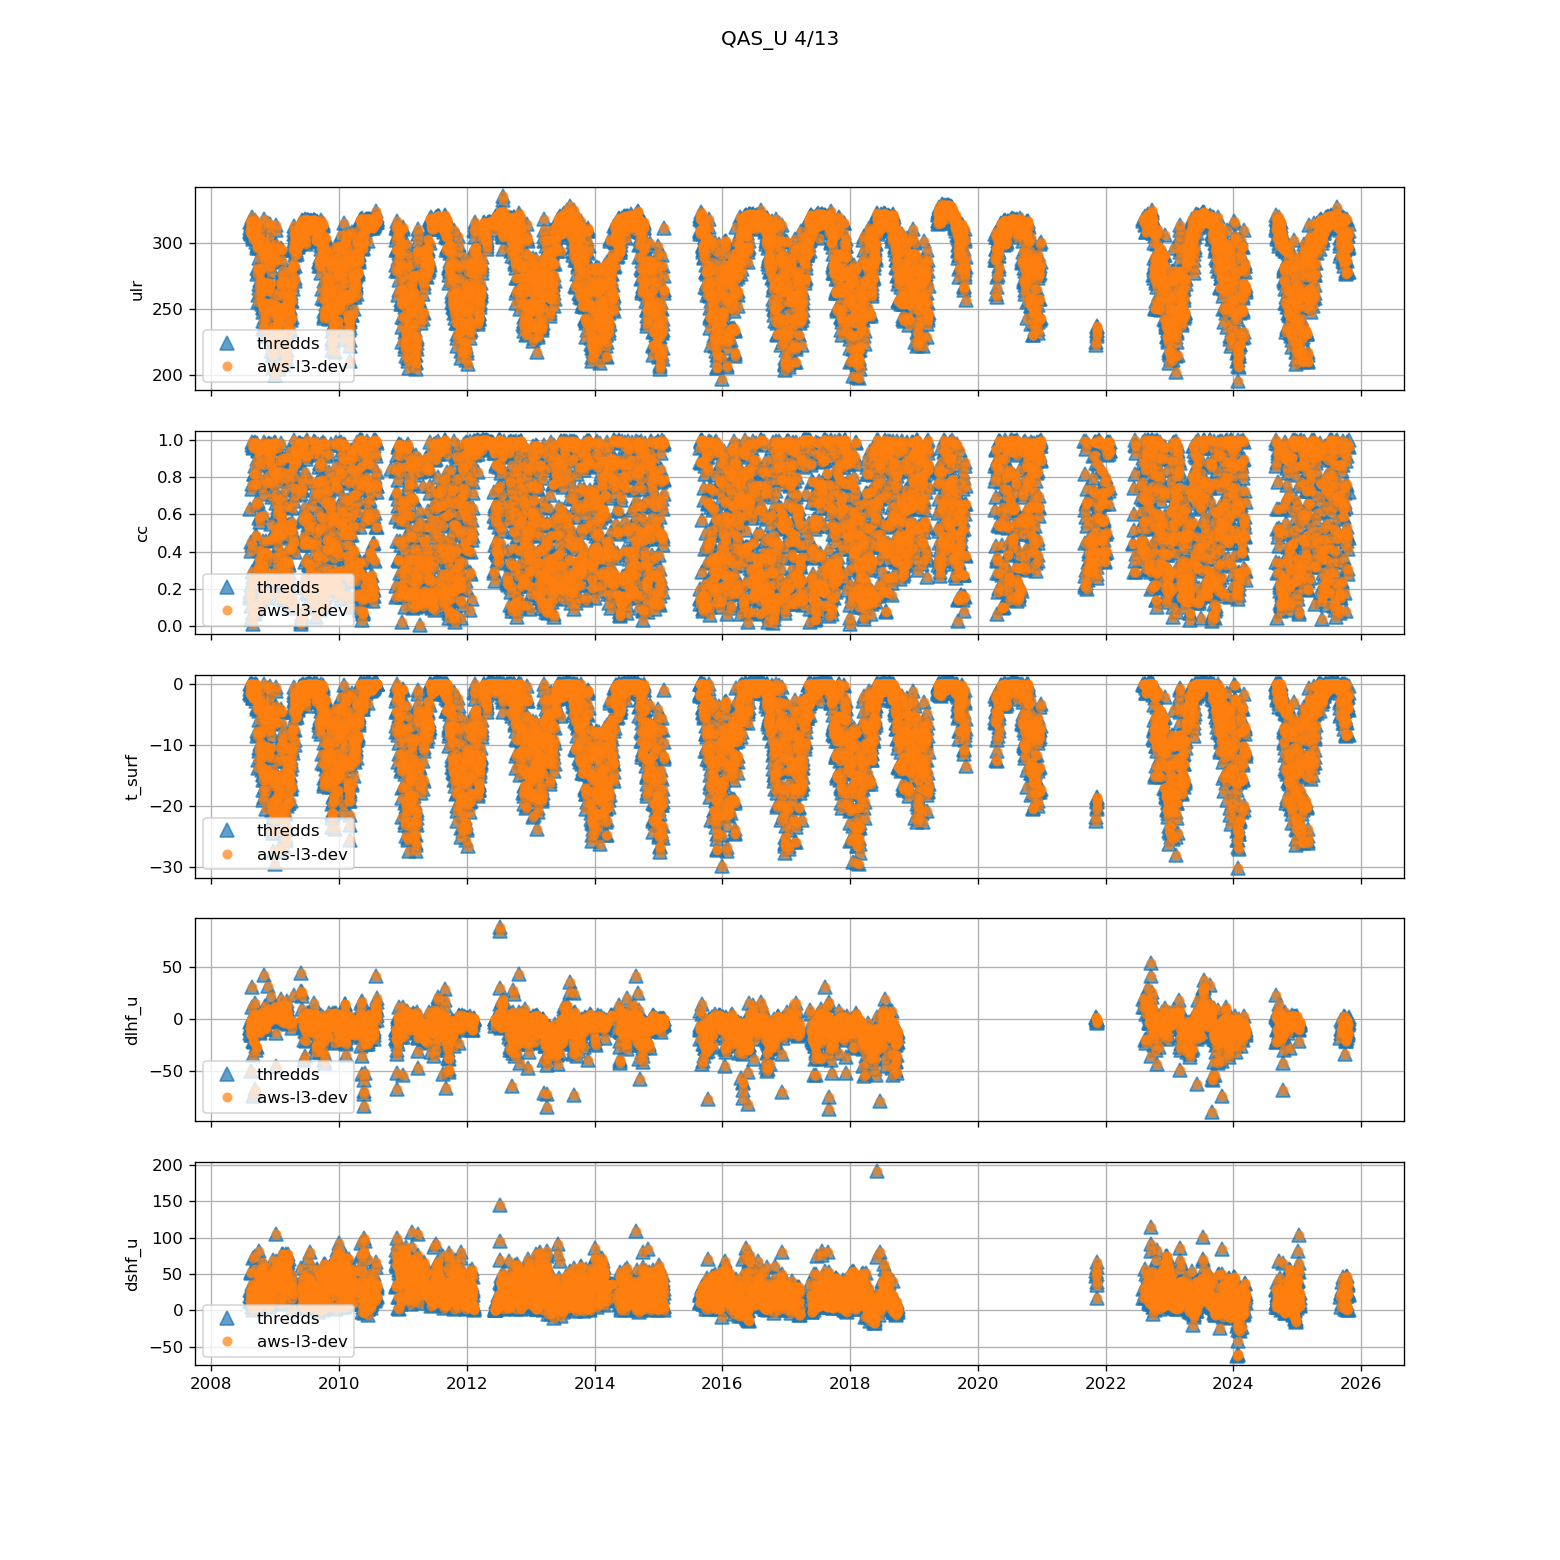 QAS_U 4/13
ulr
300
250
200
thredds
aws-l3-dev
cc
1.0
0.8
0.6
0.4
0.2
0.0
thredds
aws-l3-dev
t_surf
0
−10
−20
−30
thredds
aws-l3-dev
dlhf_u
50
0
−50
thredds
aws-l3-dev
dshf_u
200
150
100
50
0
−50
thredds
aws-l3-dev
2008 2010 2012 2014 2016 2018 2020 2022 2024 2026